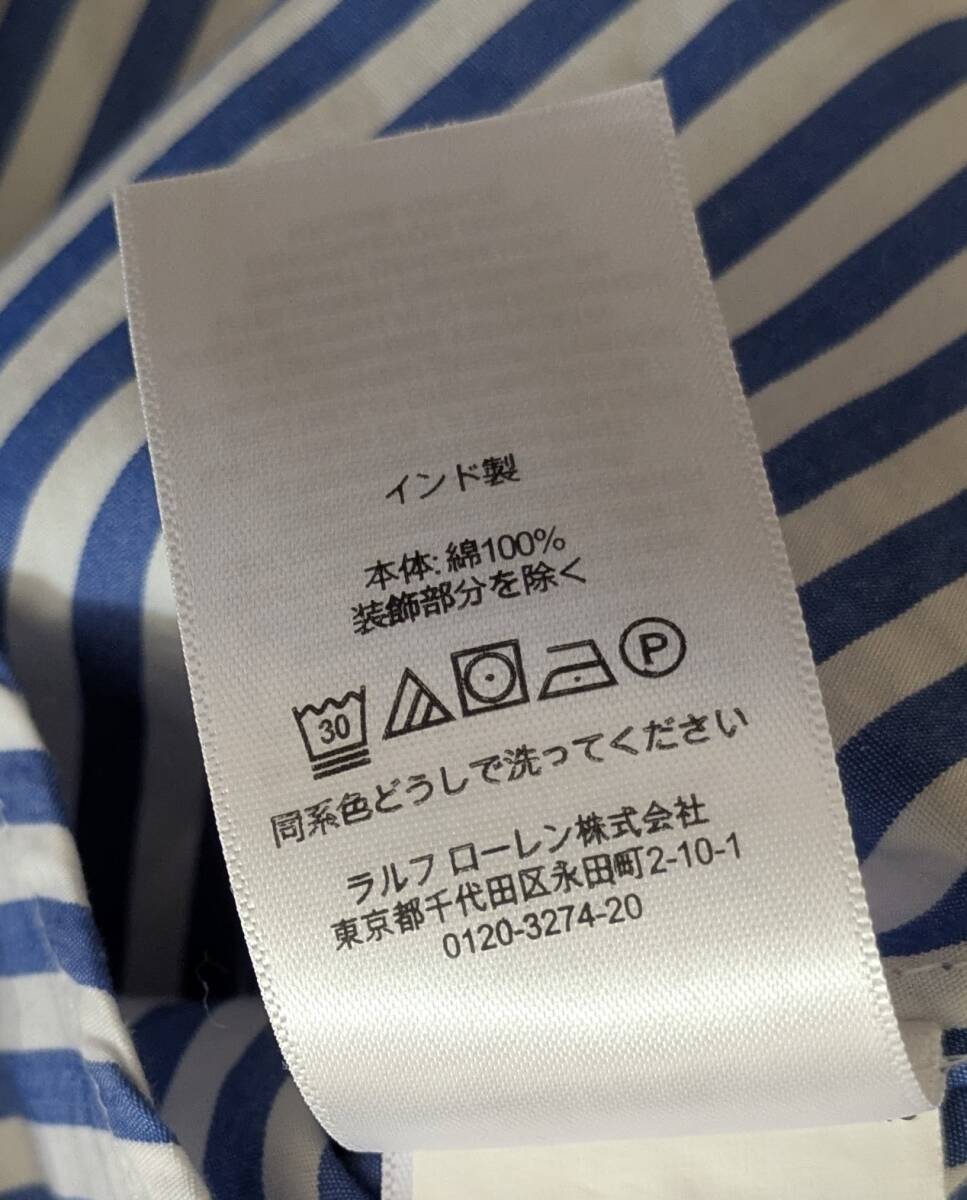 インド製
本体: 綿100%
装飾部分を除く
30 P
同系色どうしで洗ってください
ラルフ ローレン株式会社
東京都千代田区永田町2-10-1
0120-3274-20